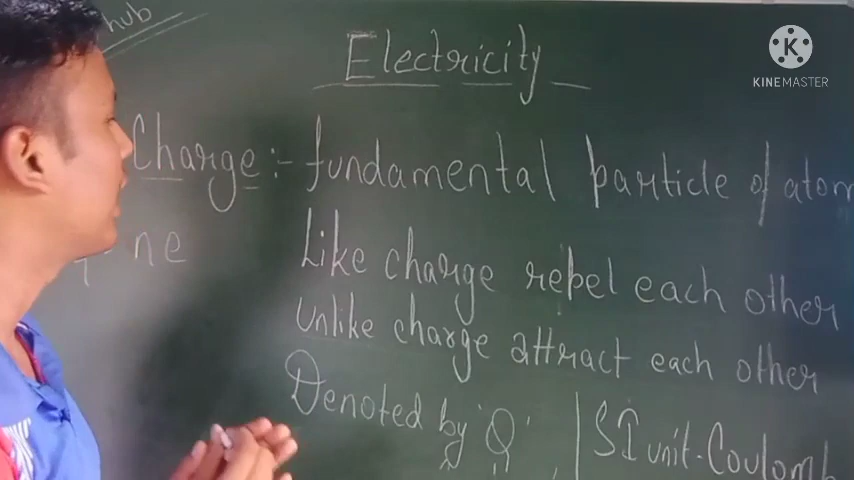 hub
KINEMASTER
Electricity
Charge :- fundamental particle of atom
ne
Like charge repel each other
unlike charge attract each other
Denoted by 'Q' | SI unit - Coulomb